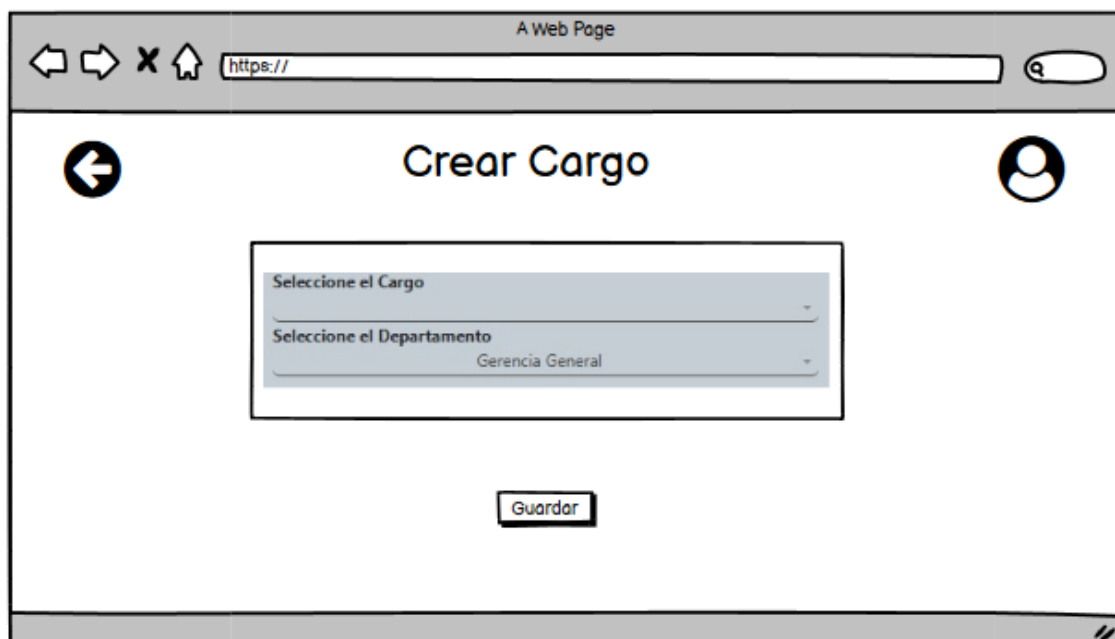 A Web Page
https://
Crear Cargo
Seleccione el Cargo
Seleccione el Departamento
Gerencia General
Guardar